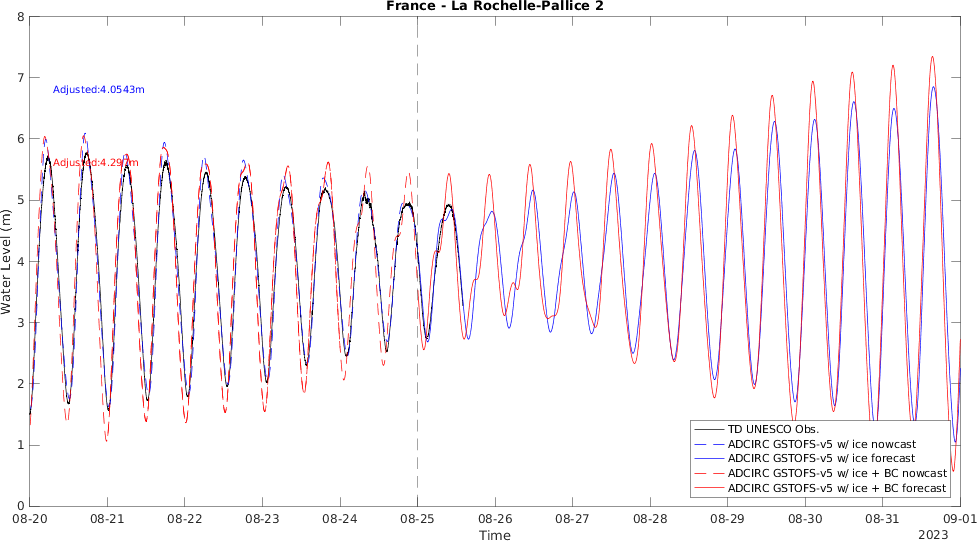 France - La Rochelle-Pallice 2
8
7
6
5
4
3
2
1
0
Water Level (m)
Adjusted:4.0543m
Adjusted:4.29 m
TD UNESCO Obs.
ADCIRC GSTOFS-v5 w/ ice nowcast
ADCIRC GSTOFS-v5 w/ ice forecast
ADCIRC GSTOFS-v5 w/ ice + BC nowcast
ADCIRC GSTOFS-v5 w/ ice + BC forecast
08-20 08-21 08-22 08-23 08-24 08-25 08-26 08-27 08-28 08-29 08-30 08-31 09-01
Time
2023